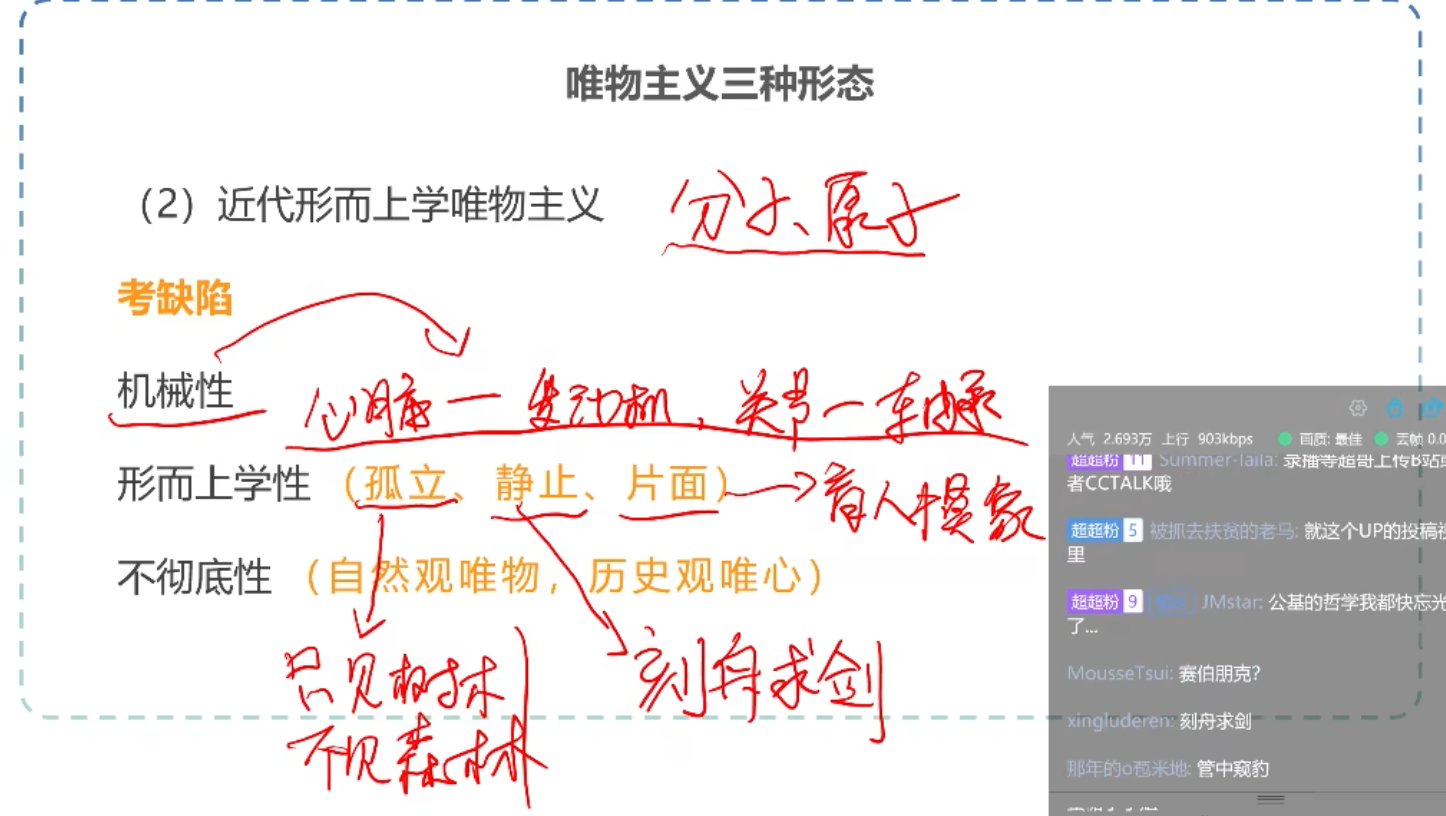 唯物主义三种形态
（2）近代形而上学唯物主义 分子、原子
考缺陷
机械性 心脏一发动机，关节一车轴承
形而上学性（孤立、静止、片面） 盲人摸象
不彻底性（自然观唯物，历史观唯心）
只见树木 刻舟求剑
不见森林
人气 2.693万 上行 903kbps 画质: 最佳 丢帧 0.0
超超粉 11 Summer-Taila: 录播等超哥上传B站或
者CCTALK哦
超超粉 5 被抓去扶贫的老马: 就这个UP的投稿视
里
超超粉 9 JMstar: 公基的哲学我都快忘光
了...
MousseTsui: 赛伯朋克?
xingluderen: 刻舟求剑
那年的o苞米地: 管中窥豹